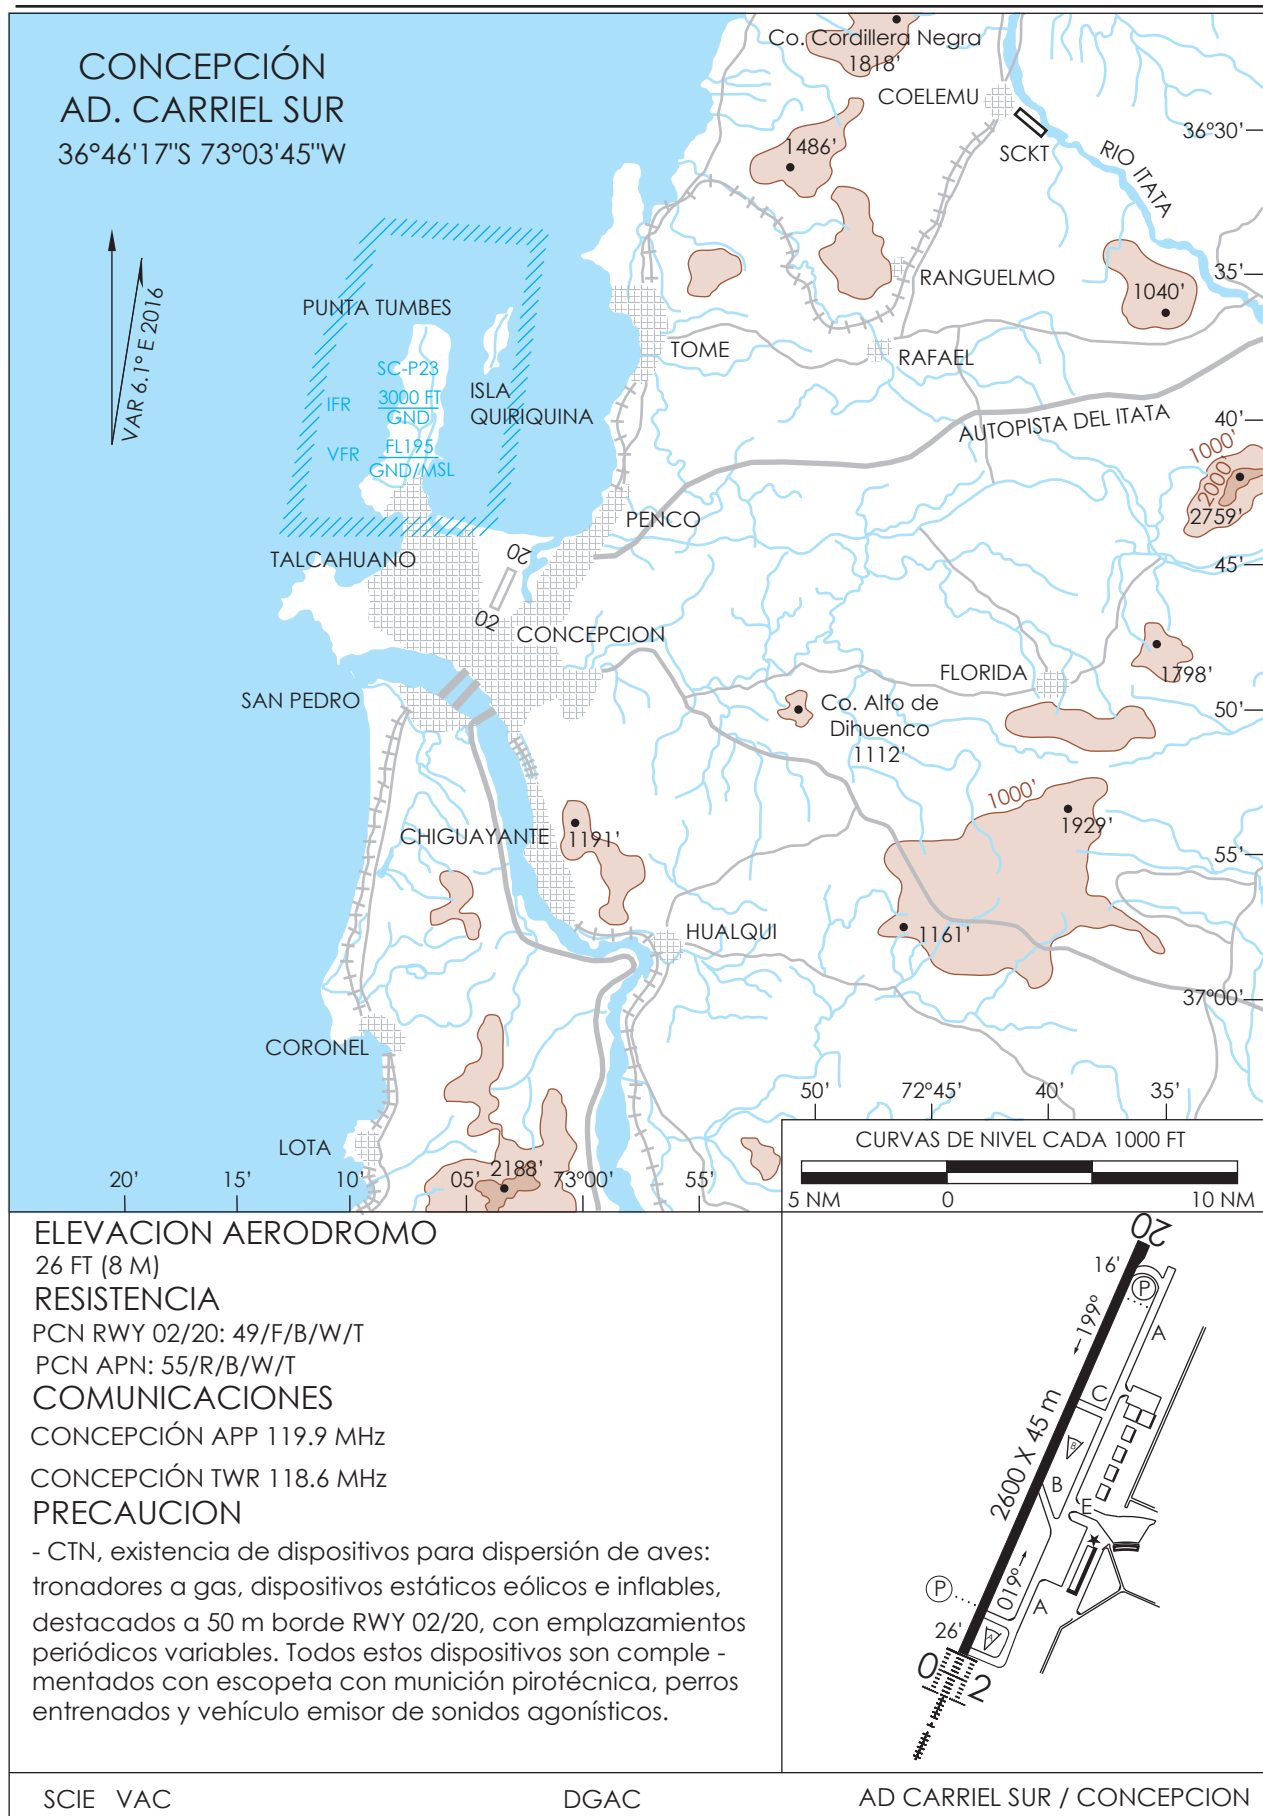 CONCEPCIÓN
AD. CARRIEL SUR
36°46'17"S 73°03'45"W
VAR 6.1° E 2016
Co. Cordillera Negra
1818'
COELEMU
SCKT
RIO ITATA
36°30'
1486'
35'
RANGUELMO
1040'
PUNTA TUMBES
TOME
RAFAEL
SC-P23
IFR
3000 FT
GND
VFR
FL195
GND/MSL
ISLA
QUIRIQUINA
AUTOPISTA DEL ITATA
40'
1000'
2000'
2759'
PENCO
TALCAHUANO
20
02
45'
CONCEPCION
FLORIDA
1798'
SAN PEDRO
Co. Alto de
Dihuenco
1112'
50'
1000'
1929'
CHIGUAYANTE
1191'
55'
1161'
HUALQUI
37°00'
CORONEL
50'
72°45'
40'
35'
LOTA
2188'
20'
15'
10'
05'
73°00'
55'
CURVAS DE NIVEL CADA 1000 FT
5 NM
0
10 NM
ELEVACION AERODROMO
26 FT (8 M)
RESISTENCIA
PCN RWY 02/20: 49/F/B/W/T
PCN APN: 55/R/B/W/T
COMUNICACIONES
CONCEPCIÓN APP 119.9 MHz
CONCEPCIÓN TWR 118.6 MHz
PRECAUCION
- CTN, existencia de dispositivos para dispersión de aves:
tronadores a gas, dispositivos estáticos eólicos e inflables,
destacados a 50 m borde RWY 02/20, con emplazamientos
periódicos variables. Todos estos dispositivos son comple -
mentados con escopeta con munición pirotécnica, perros
entrenados y vehículo emisor de sonidos agonísticos.
20
16'
P
199°
A
C
2600 X 45 m
B
B
E
019°
P
A
26'
A
02
SCIE VAC
DGAC
AD CARRIEL SUR / CONCEPCION